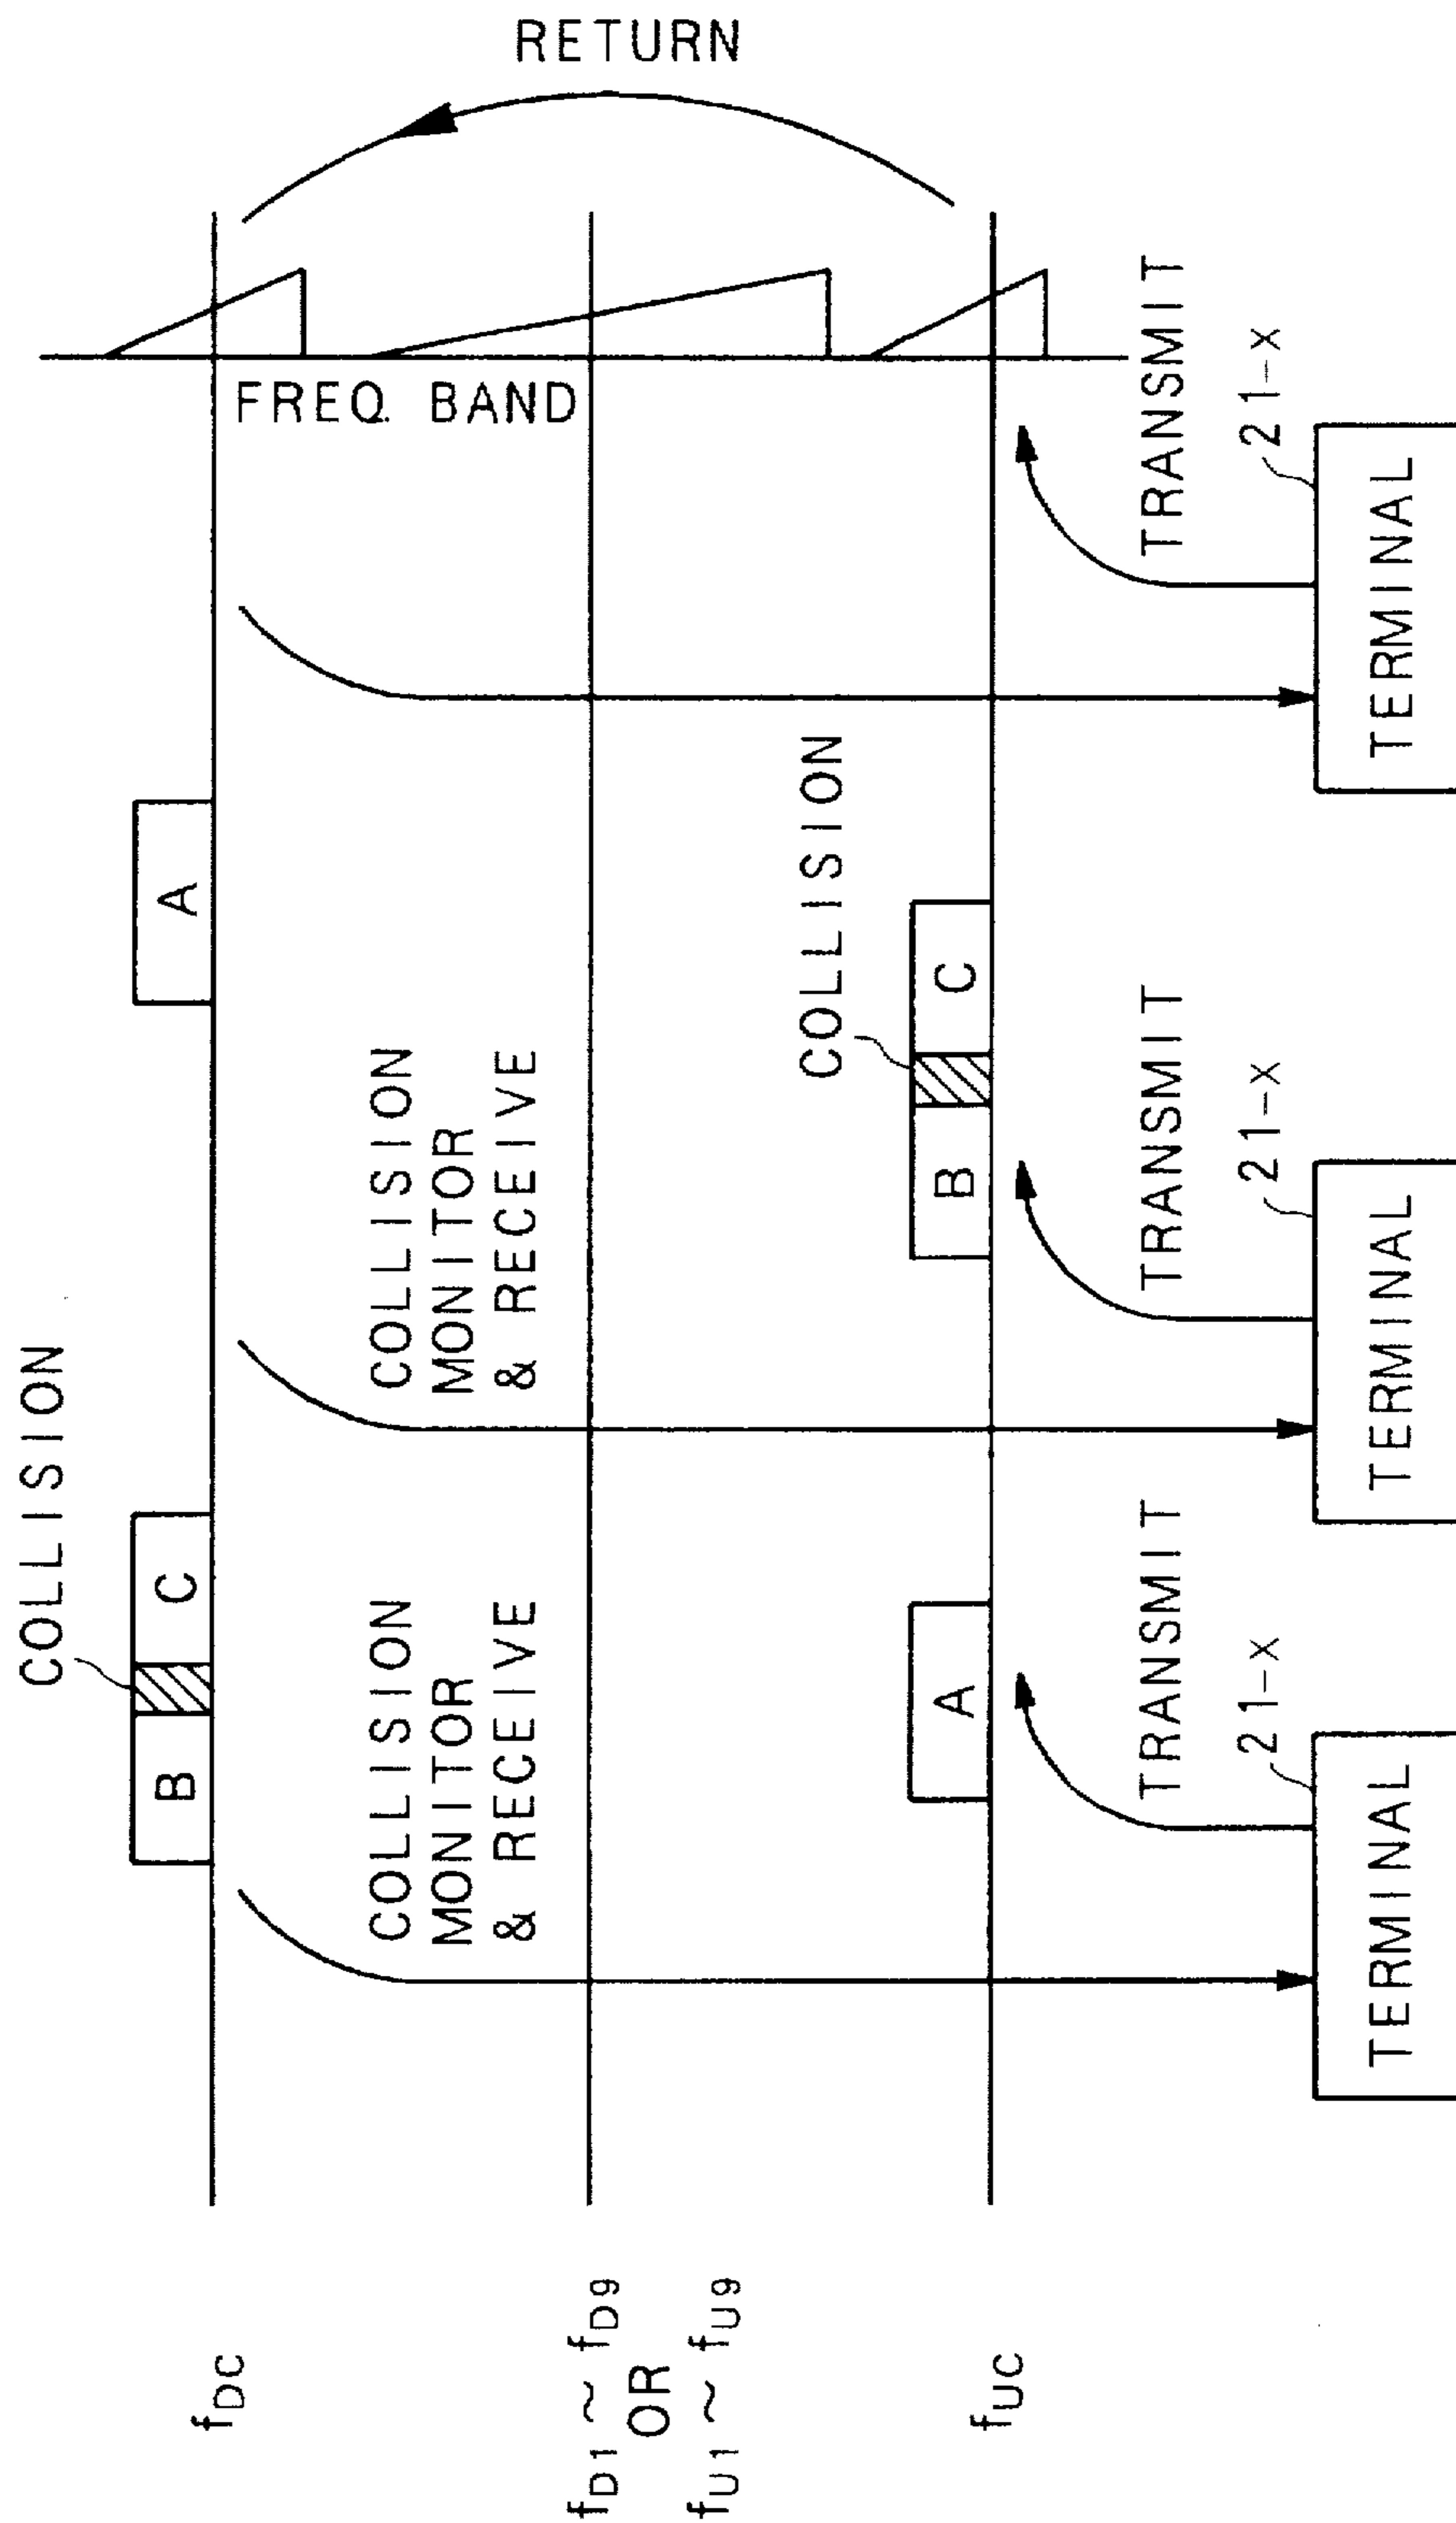 COLLISION
RETURN
B
C
A
f_DC
COLLISION
MONITOR
& RECEIVE
COLLISION
MONITOR
& RECEIVE
FREQ. BAND
f_D1 ~ f_D9
OR
f_U1 ~ f_U9
COLLISION
A
B
C
f_UC
TRANSMIT
TRANSMIT
TRANSMIT
21-x
21-x
21-x
TERMINAL
TERMINAL
TERMINAL